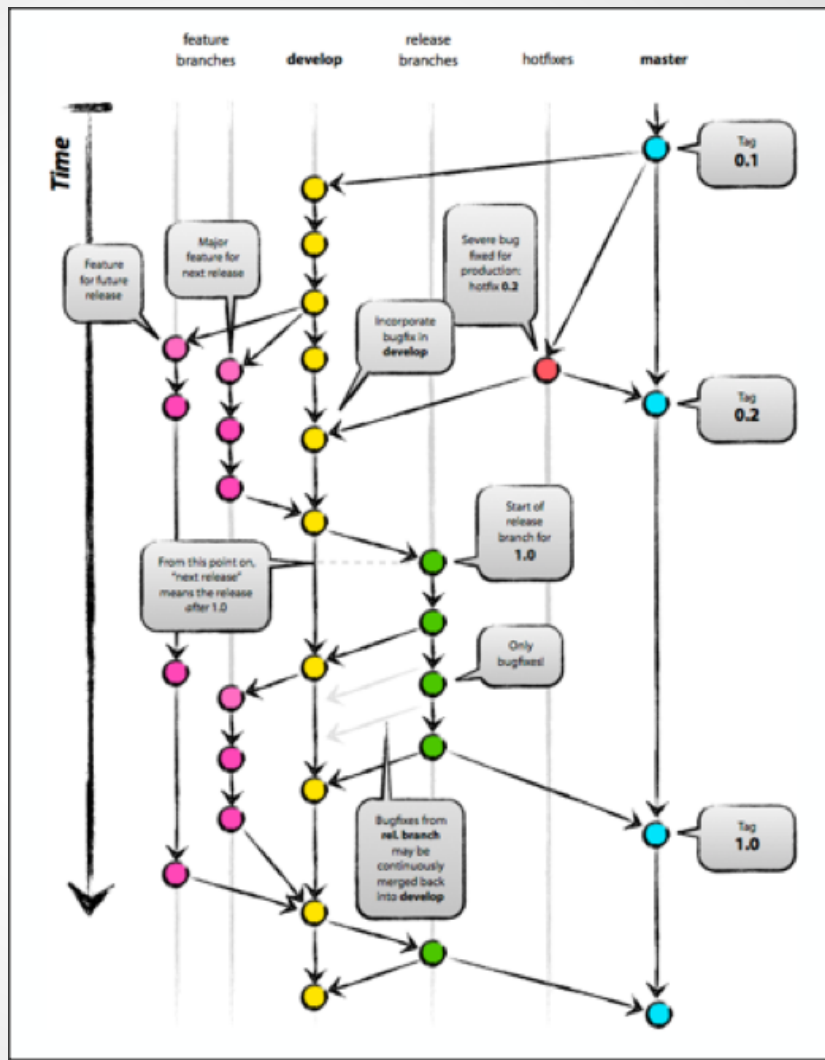 feature
branches
develop
release
branches
hotfixes
master
Time
Tag
0.1
Major
feature for
next release
Severe bug
fixed for
production:
hotfix 0.2
Feature
for future
release
Incorporate
bugfix in
develop
Tag
0.2
Start of
release
branch for
1.0
From this point on,
"next release"
means the release
after 1.0
Only
bugfixes!
Bugfixes from
rel. branch
may be
continuously
merged back
into develop
Tag
1.0